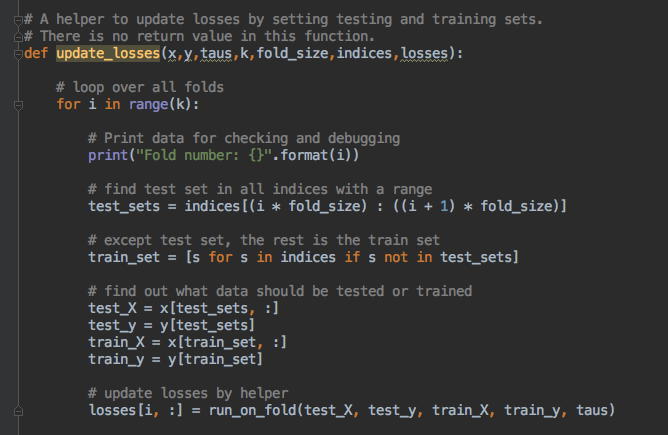 # A helper to update losses by setting testing and training sets.
# There is no return value in this function.
def update_losses(x,y,taus,k,fold_size,indices,losses):
# loop over all folds
for i in range(k):
# Print data for checking and debugging
print("Fold number: {}".format(i))
# find test set in all indices with a range
test_sets = indices[(i * fold_size) : ((i + 1) * fold_size)]
# except test set, the rest is the train set
train_set = [s for s in indices if s not in test_sets]
# find out what data should be tested or trained
test_X = x[test_sets, :]
test_y = y[test_sets]
train_X = x[train_set, :]
train_y = y[train_set]
# update losses by helper
losses[i, :] = run_on_fold(test_X, test_y, train_X, train_y, taus)